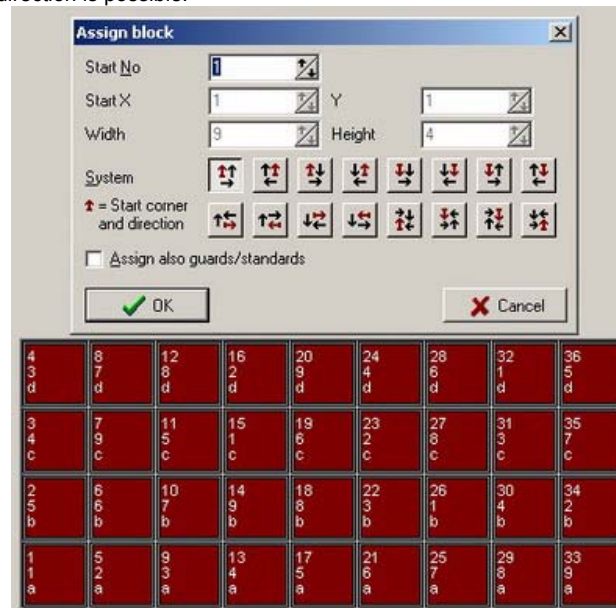 direction is possible.
Assign block
Start No 1
Start X 1 Y 1
Width 9 Height 4
System
= Start corner
and direction
Assign also guards/standards
OK Cancel
4 8 12 16 20 24 28 32 36
3 7 8 2 9 4 6 1 5
d d d d d d d d d
3 7 11 15 19 23 27 31 35
4 9 5 1 6 2 8 3 7
c c c c c c c c c
2 6 10 14 18 22 26 30 34
5 6 7 9 8 3 1 4 2
b b b b b b b b b
1 5 9 13 17 21 25 29 33
1 2 3 4 5 6 7 8 9
a a a a a a a a a